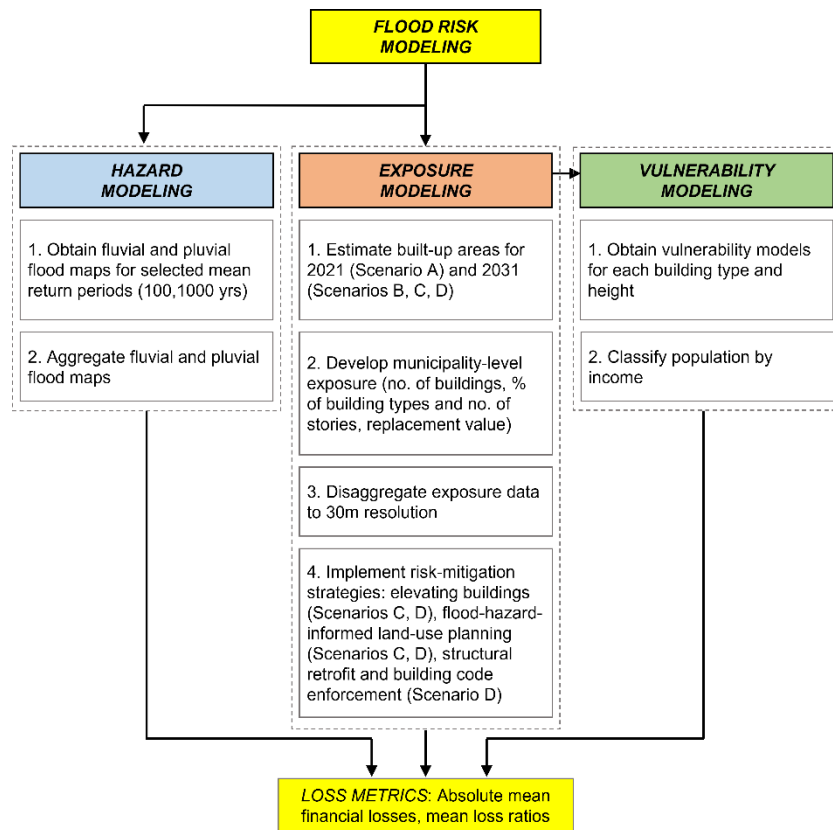 FLOOD RISK
MODELING
HAZARD
MODELING
1. Obtain fluvial and pluvial
flood maps for selected mean
return periods (100,1000 yrs)
2. Aggregate fluvial and pluvial
flood maps
EXPOSURE
MODELING
1. Estimate built-up areas for
2021 (Scenario A) and 2031
(Scenarios B, C, D)
2. Develop municipality-level
exposure (no. of buildings, %
of building types and no. of
stories, replacement value)
3. Disaggregate exposure data
to 30m resolution
4. Implement risk-mitigation
strategies: elevating buildings
(Scenarios C, D), flood-hazard-
informed land-use planning
(Scenarios C, D), structural
retrofit and building code
enforcement (Scenario D)
VULNERABILITY
MODELING
1. Obtain vulnerability models
for each building type and
height
2. Classify population by
income
LOSS METRICS: Absolute mean
financial losses, mean loss ratios